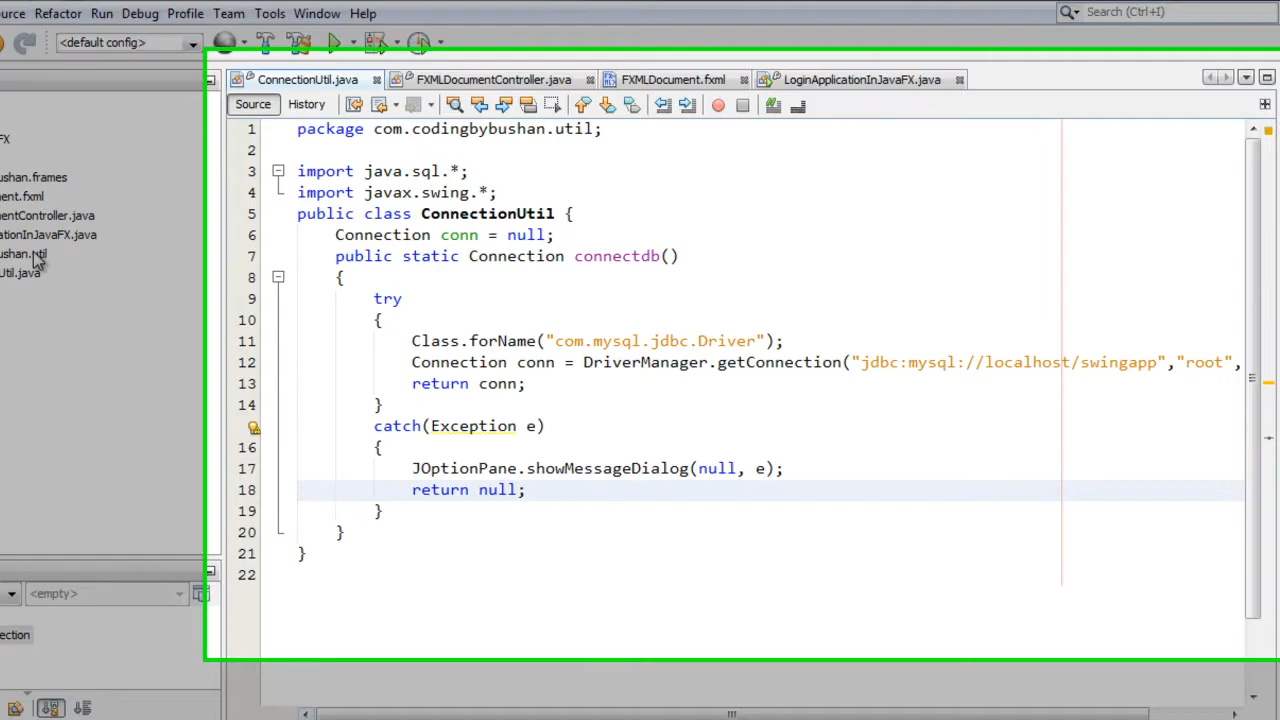 ource Refactor Run Debug Profile Team Tools Window Help
Search (Ctrl+I)
<default config>
ConnectionUtil.java FXMLDocumentController.java FXMLDocument.fxml LoginApplicationInJavaFX.java
Source History
FX
ushan.frames
ent.fxml
entController.java
ationInJavaFX.java
ushan.util
Util.java
1 package com.codingbybushan.util;
2
3 import java.sql.*;
4 import javax.swing.*;
5 public class ConnectionUtil {
6 Connection conn = null;
7 public static Connection connectdb()
8 {
9 try
10 {
11 Class.forName("com.mysql.jdbc.Driver");
12 Connection conn = DriverManager.getConnection("jdbc:mysql://localhost/swingapp","root",
13 return conn;
14 }
catch(Exception e)
16 {
17 JOptionPane.showMessageDialog(null, e);
18 return null;
19 }
20 }
21 }
22
<empty>
ection